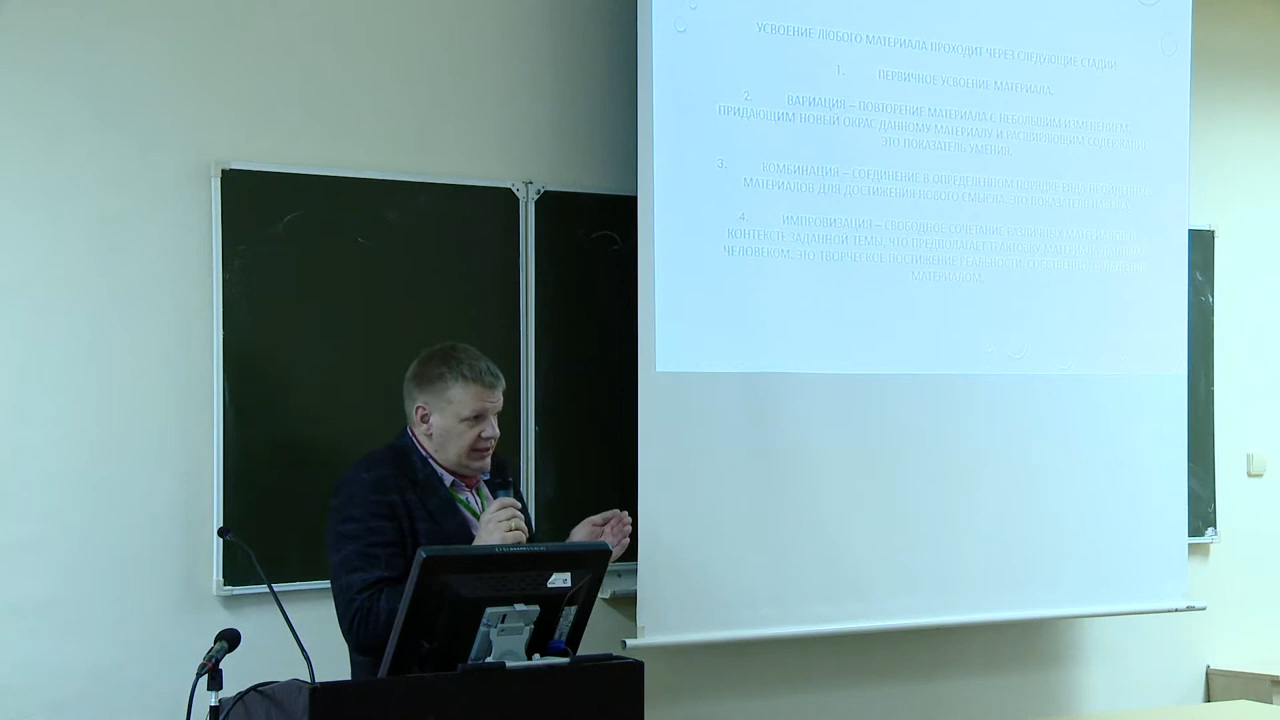 УСВОЕНИЕ ЛЮБОГО МАТЕРИАЛА ПРОХОДИТ ЧЕРЕЗ СЛЕДУЮЩИЕ СТАДИИ:
1. ПЕРВИЧНОЕ УСВОЕНИЕ МАТЕРИАЛА.
2. ВАРИАЦИЯ – ПОВТОРЕНИЕ МАТЕРИАЛА С НЕБОЛЬШИМ ИЗМЕНЕНИЕМ,
ПРИДАЮЩИМ НОВЫЙ ОКРАС ДАННОМУ МАТЕРИАЛУ И РАСШИРЯЮЩИМ СОДЕРЖАНИЕ.
ЭТО ПОКАЗАТЕЛЬ УМЕНИЯ.
3. КОМБИНАЦИЯ – СОЕДИНЕНИЕ В ОПРЕДЕЛЕННОМ ПОРЯДКЕ РЯДА ПРОЙДЕННЫХ
МАТЕРИАЛОВ ДЛЯ ДОСТИЖЕНИЯ НОВОГО СМЫСЛА. ЭТО ПОКАЗАТЕЛЬ НАВЫКА.
4. ИМПРОВИЗАЦИЯ – СВОБОДНОЕ СОЧЕТАНИЕ РАЗЛИЧНЫХ МАТЕРИАЛОВ В
КОНТЕКСТЕ ЗАДАННОЙ ТЕМЫ, ЧТО ПРЕДПОЛАГАЕТ ТРАКТОВКУ МАТЕРИАЛА
ЧЕЛОВЕКОМ. ЭТО ТВОРЧЕСКОЕ ПОСТИЖЕНИЕ РЕАЛЬНОСТИ,
МАТЕРИАЛОМ.